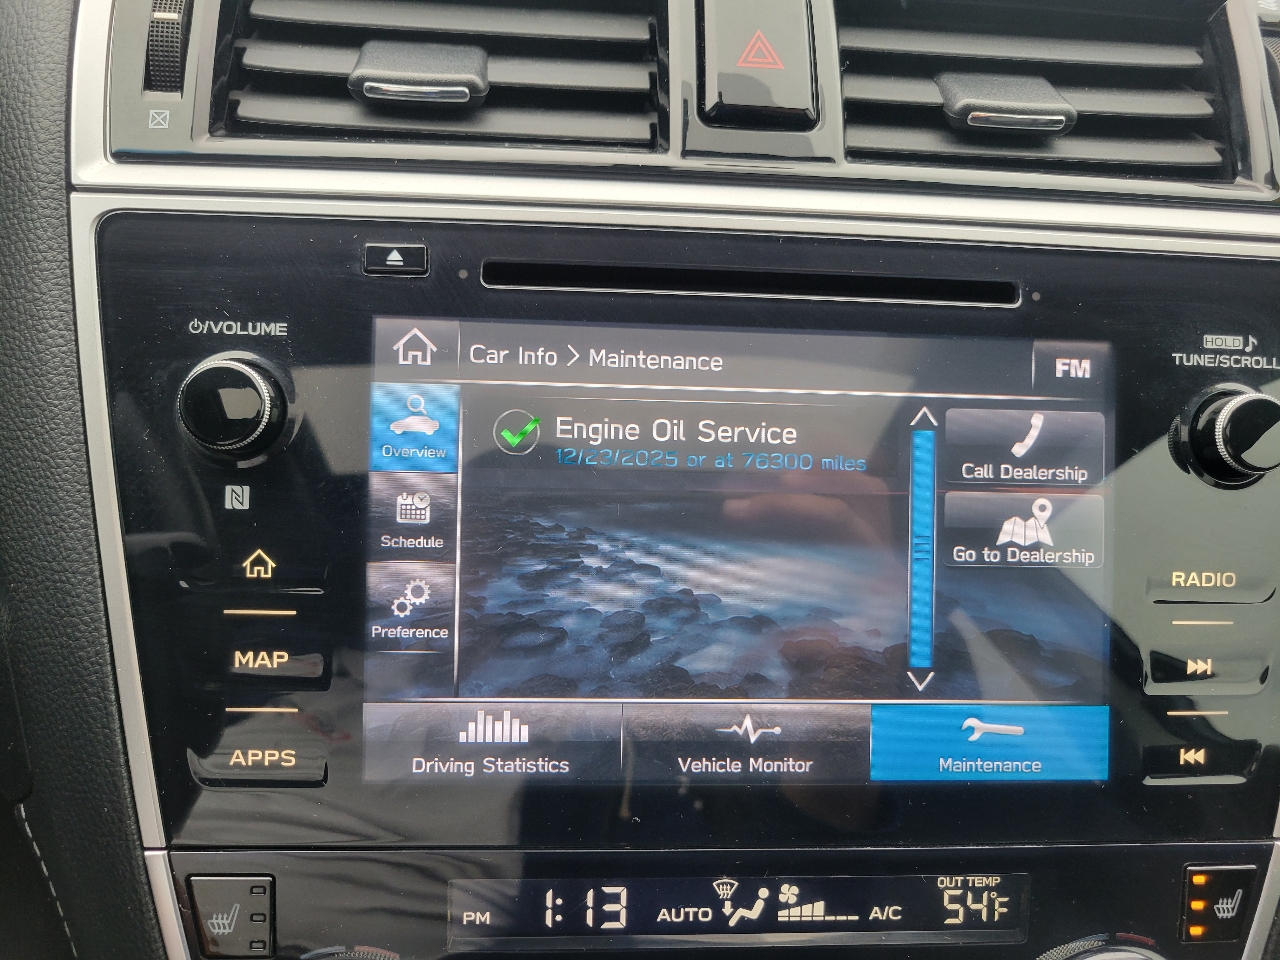 ⏻/VOLUME
HOLD ♪
TUNE/SCROLL
Car Info > Maintenance
FM
Engine Oil Service
12/23/2025 or at 76300 miles
Overview
Schedule
Preference
Call Dealership
Go to Dealership
N
MAP
APPS
RADIO
Driving Statistics
Vehicle Monitor
Maintenance
PM 1:13
AUTO
A/C
OUT TEMP
54°F